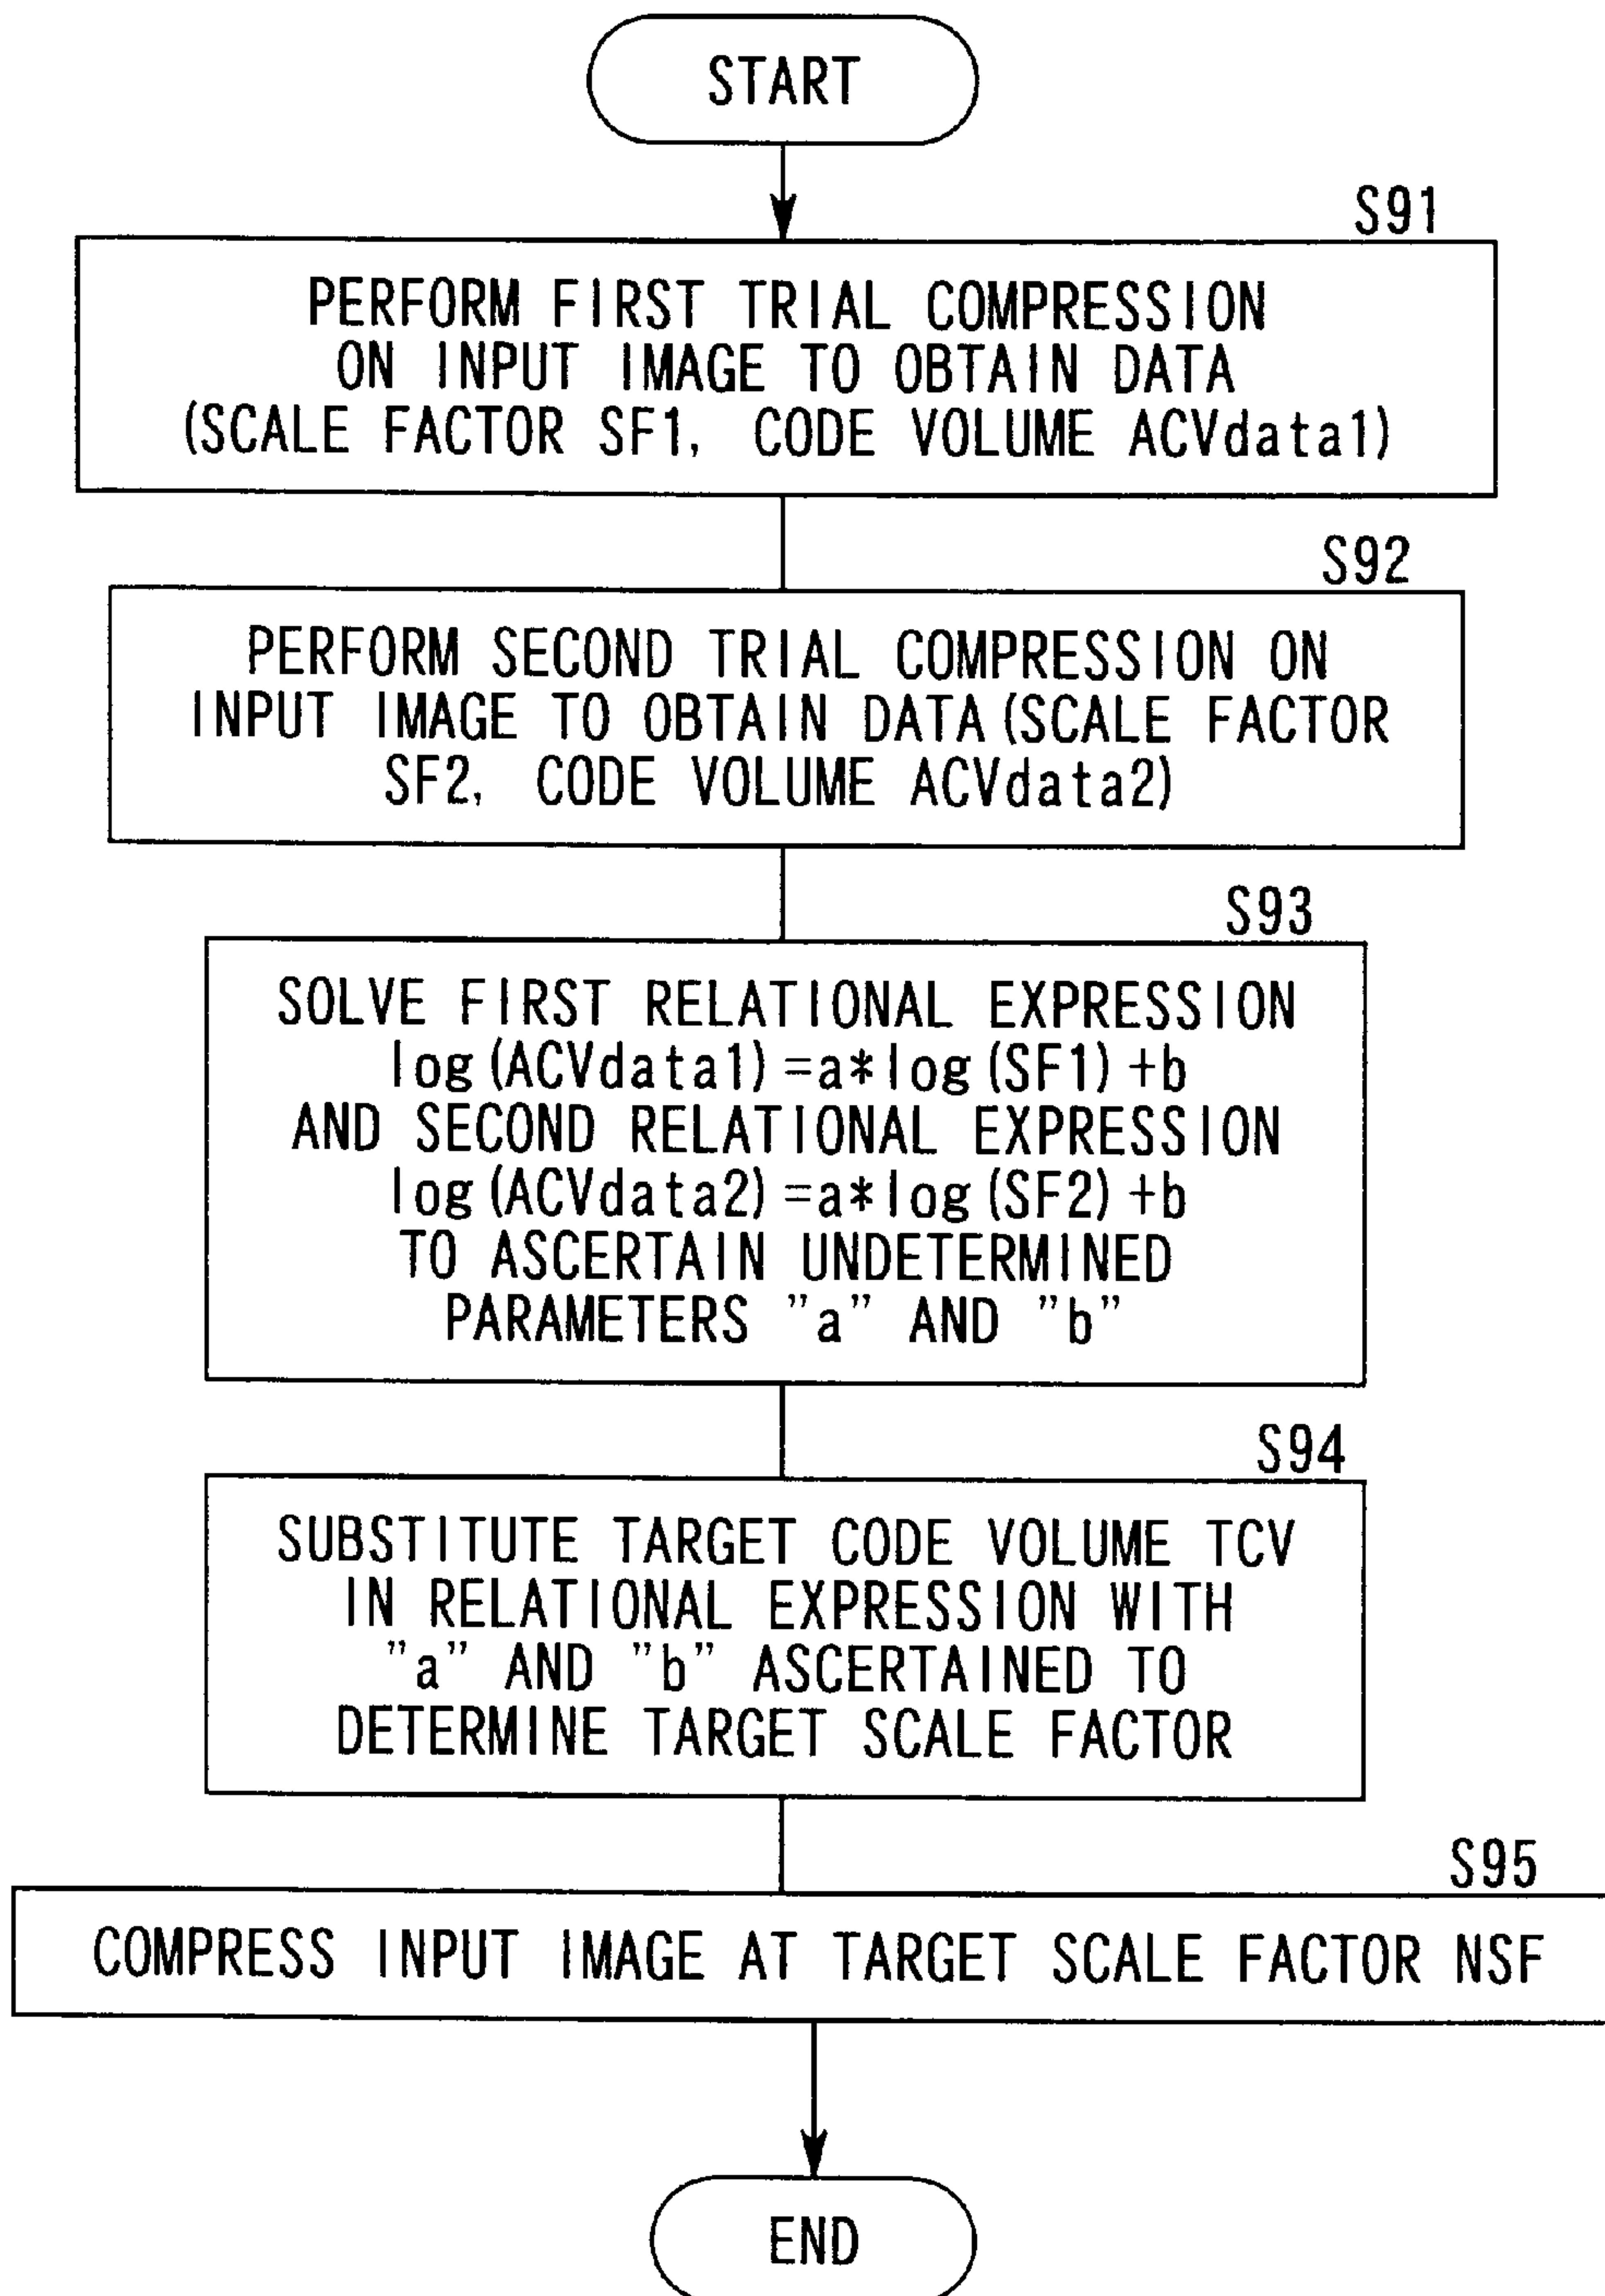 START
S91
PERFORM FIRST TRIAL COMPRESSION
ON INPUT IMAGE TO OBTAIN DATA
(SCALE FACTOR SF1, CODE VOLUME ACVdata1)
S92
PERFORM SECOND TRIAL COMPRESSION ON
INPUT IMAGE TO OBTAIN DATA(SCALE FACTOR
SF2, CODE VOLUME ACVdata2)
S93
SOLVE FIRST RELATIONAL EXPRESSION
log(ACVdata1)=a*log(SF1)+b
AND SECOND RELATIONAL EXPRESSION
log(ACVdata2)=a*log(SF2)+b
TO ASCERTAIN UNDETERMINED
PARAMETERS ”a” AND ”b”
S94
SUBSTITUTE TARGET CODE VOLUME TCV
IN RELATIONAL EXPRESSION WITH
”a” AND ”b” ASCERTAINED TO
DETERMINE TARGET SCALE FACTOR
S95
COMPRESS INPUT IMAGE AT TARGET SCALE FACTOR NSF
END